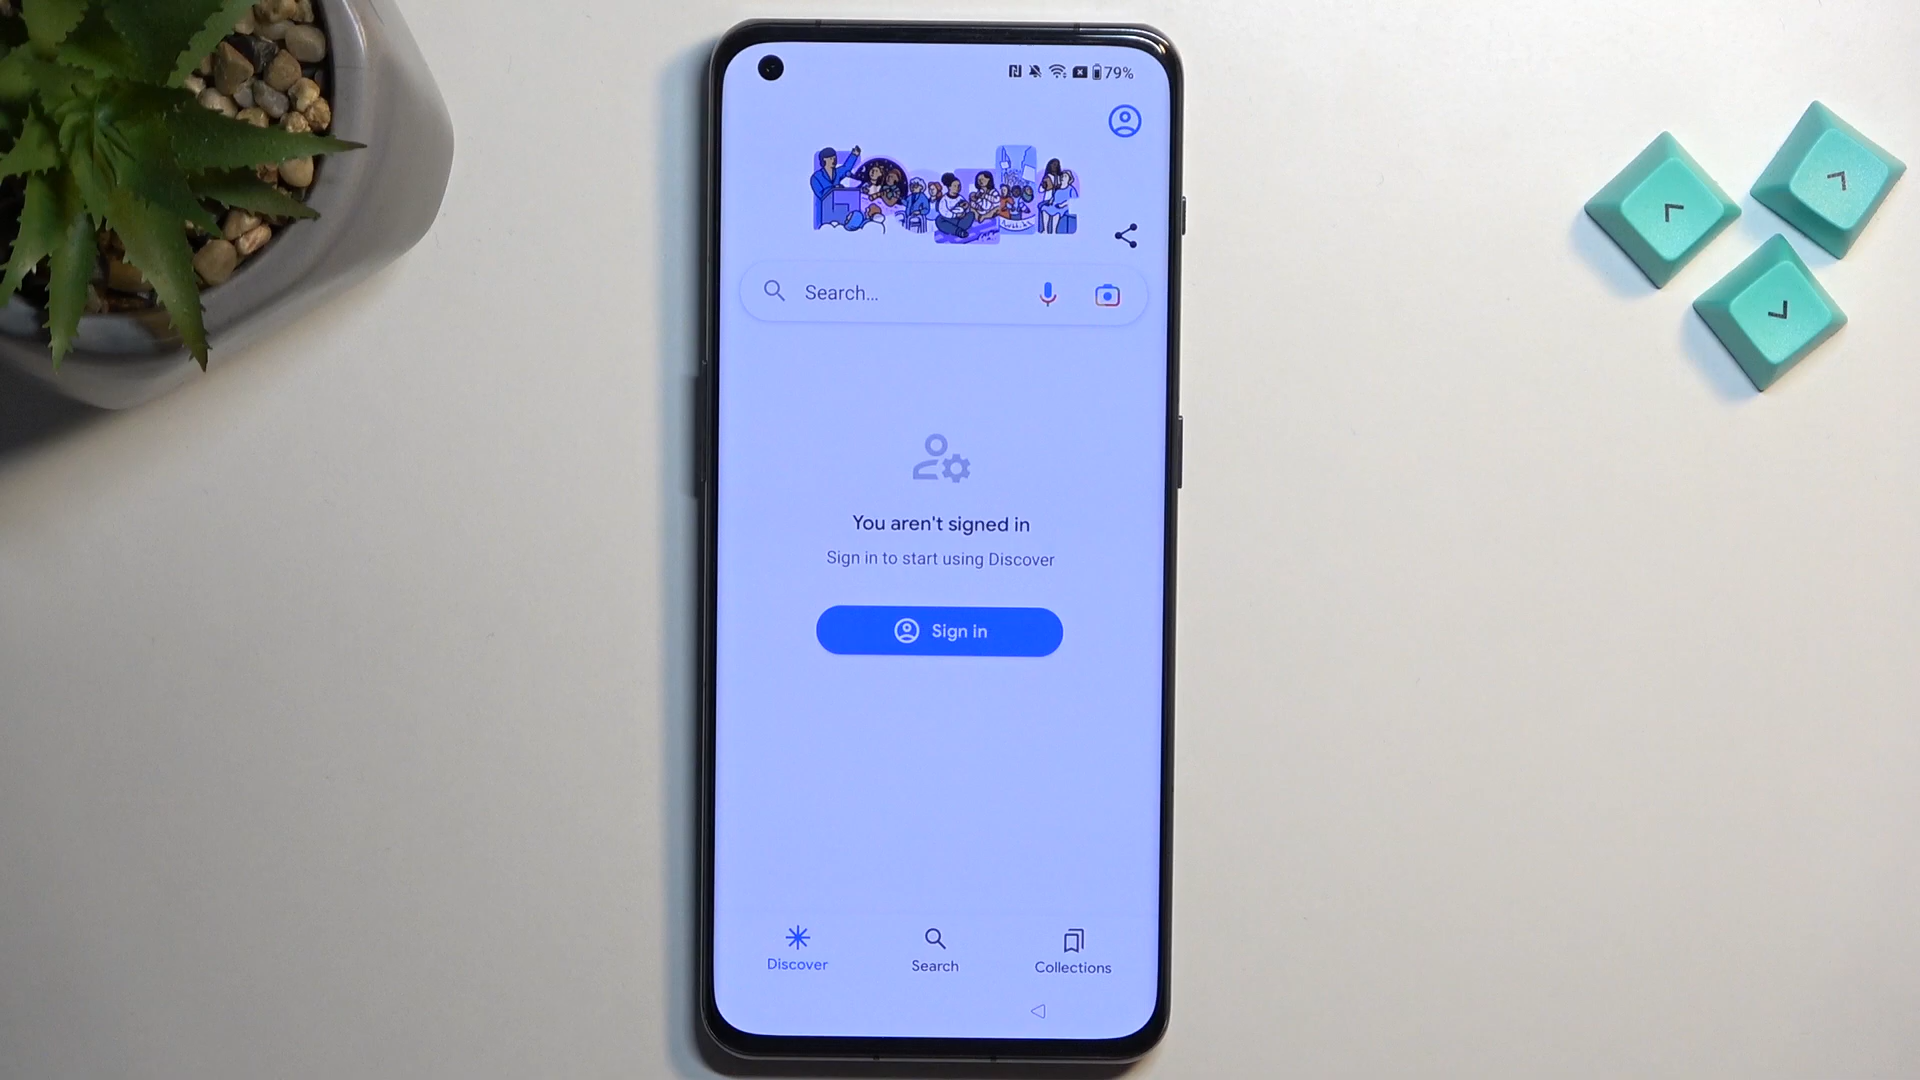 79%
Search...
You aren't signed in
Sign in to start using Discover
Sign in
Discover
Search
Collections